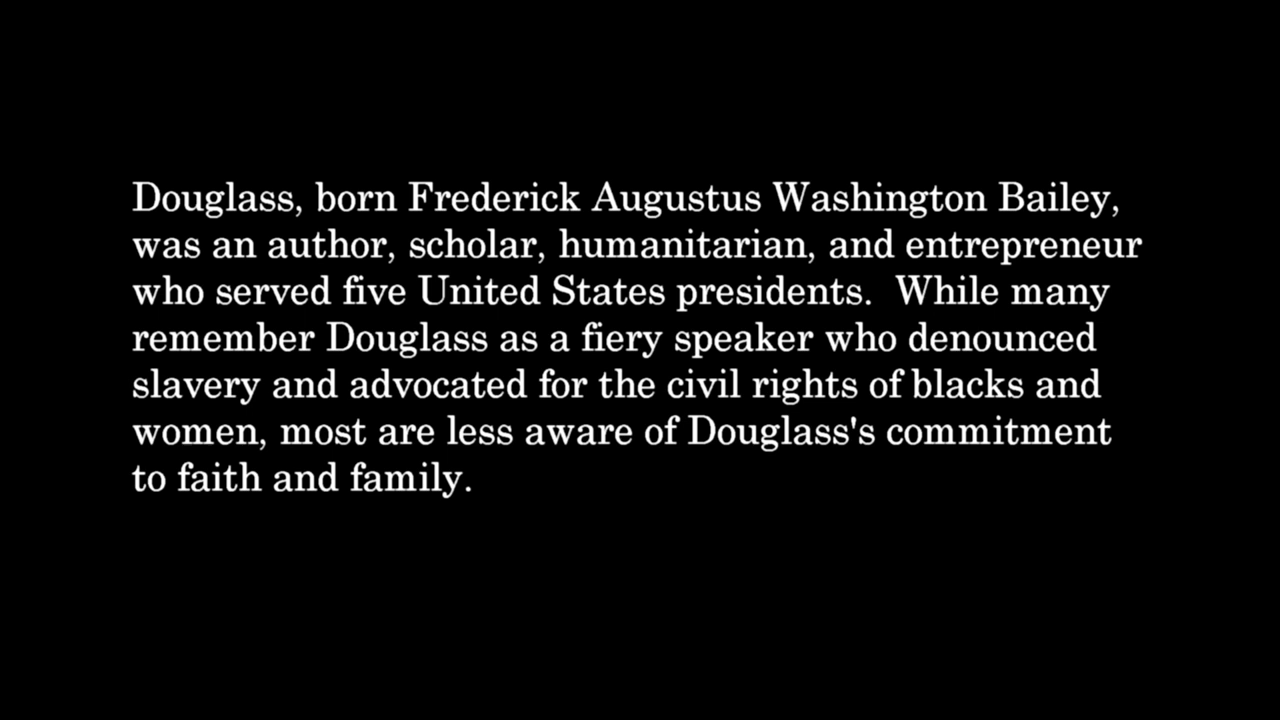 Douglass, born Frederick Augustus Washington Bailey,
was an author, scholar, humanitarian, and entrepreneur
who served five United States presidents.  While many
remember Douglass as a fiery speaker who denounced
slavery and advocated for the civil rights of blacks and
women, most are less aware of Douglass's commitment
to faith and family.